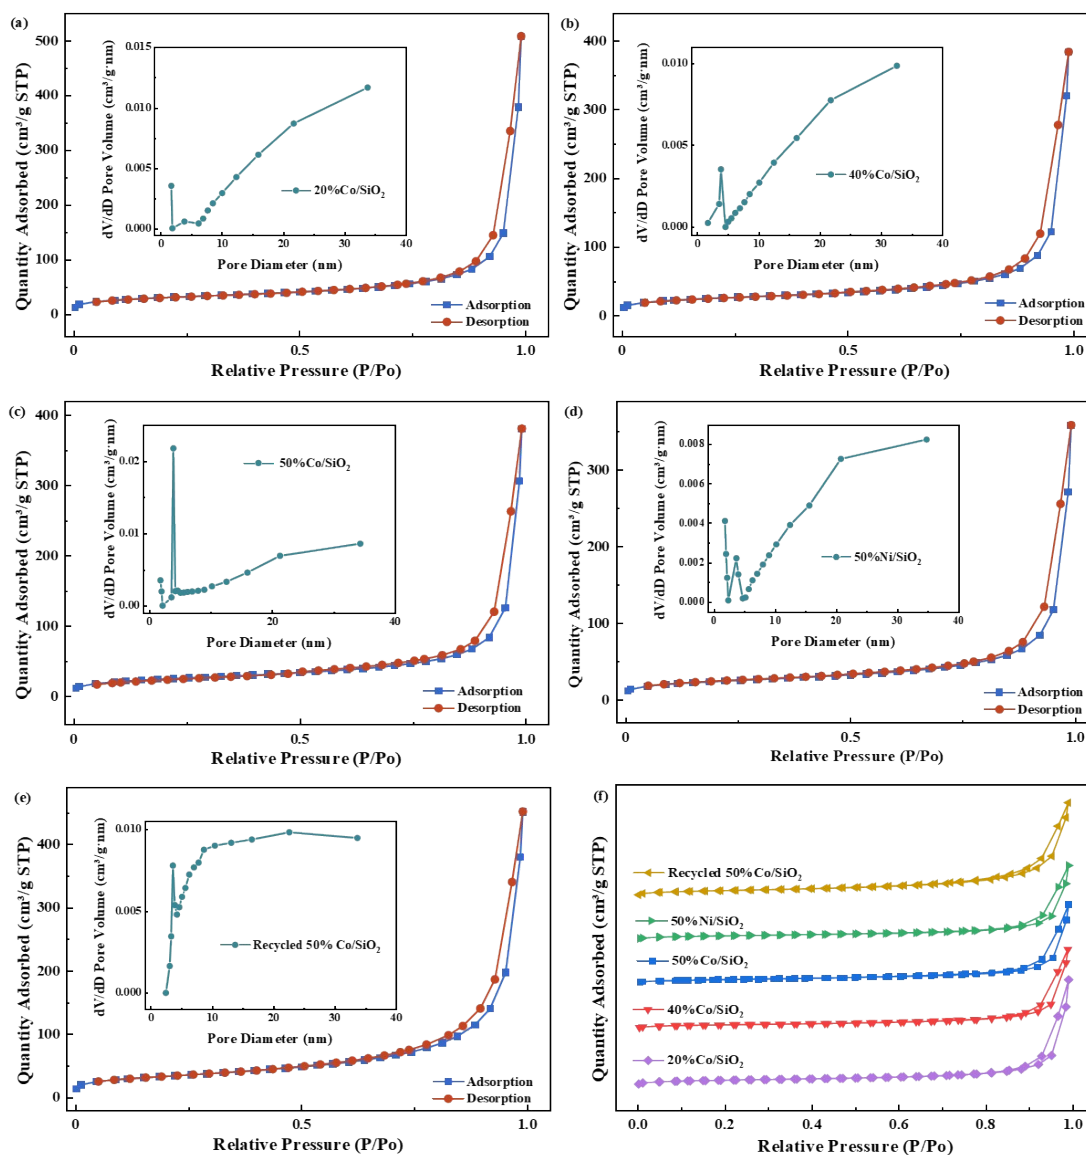 (a)
Quantity Adsorbed (cm³/g STP)
500
400
300
200
100
0
0
0.5
1.0
Relative Pressure (P/Po)
Adsorption
Desorption
dV/dD Pore Volume (cm³/g·nm)
0.015
0.010
0.005
0.000
0
10
20
30
40
Pore Diameter (nm)
20%Co/SiO₂
(b)
Quantity Adsorbed (cm³/g STP)
400
300
200
100
0
0
0.5
1.0
Relative Pressure (P/Po)
Adsorption
Desorption
dV/dD Pore Volume (cm³/g·nm)
0.010
0.005
0.000
0
10
20
30
40
Pore Diameter (nm)
40%Co/SiO₂
(c)
Quantity Adsorbed (cm³/g STP)
400
300
200
100
0
0
0.5
1.0
Relative Pressure (P/Po)
Adsorption
Desorption
dV/dD Pore Volume (cm³/g·nm)
0.02
0.01
0.00
0
20
40
Pore Diameter (nm)
50%Co/SiO₂
(d)
Quantity Adsorbed (cm³/g STP)
300
200
100
0
0
0.5
1.0
Relative Pressure (P/Po)
Adsorption
Desorption
dV/dD Pore Volume (cm³/g·nm)
0.008
0.006
0.004
0.002
0.000
0
10
20
30
40
Pore Diameter (nm)
50%Ni/SiO₂
(e)
Quantity Adsorbed (cm³/g STP)
400
300
200
100
0
0
0.5
1.0
Relative Pressure (P/Po)
Adsorption
Desorption
dV/dD Pore Volume (cm³/g·nm)
0.010
0.005
0.000
0
10
20
30
40
Pore Diameter (nm)
Recycled 50% Co/SiO₂
(f)
Quantity Adsorbed (cm³/g STP)
Recycled 50%Co/SiO₂
50%Ni/SiO₂
50%Co/SiO₂
40%Co/SiO₂
20%Co/SiO₂
0.0
0.2
0.4
0.6
0.8
1.0
Relative Pressure (P/Po)